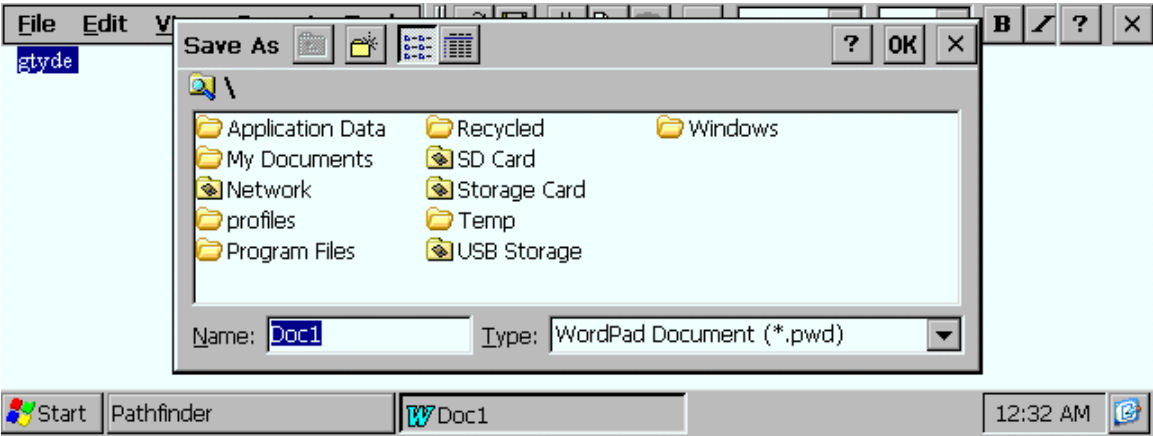 File Edit B I ? ×
gtyde
Save As ? OK ×
\
Application Data Recycled Windows
My Documents SD Card
Network Storage Card
profiles Temp
Program Files USB Storage
Name: Doc1 Type: WordPad Document (*.pwd)
Start Pathfinder Doc1 12:32 AM